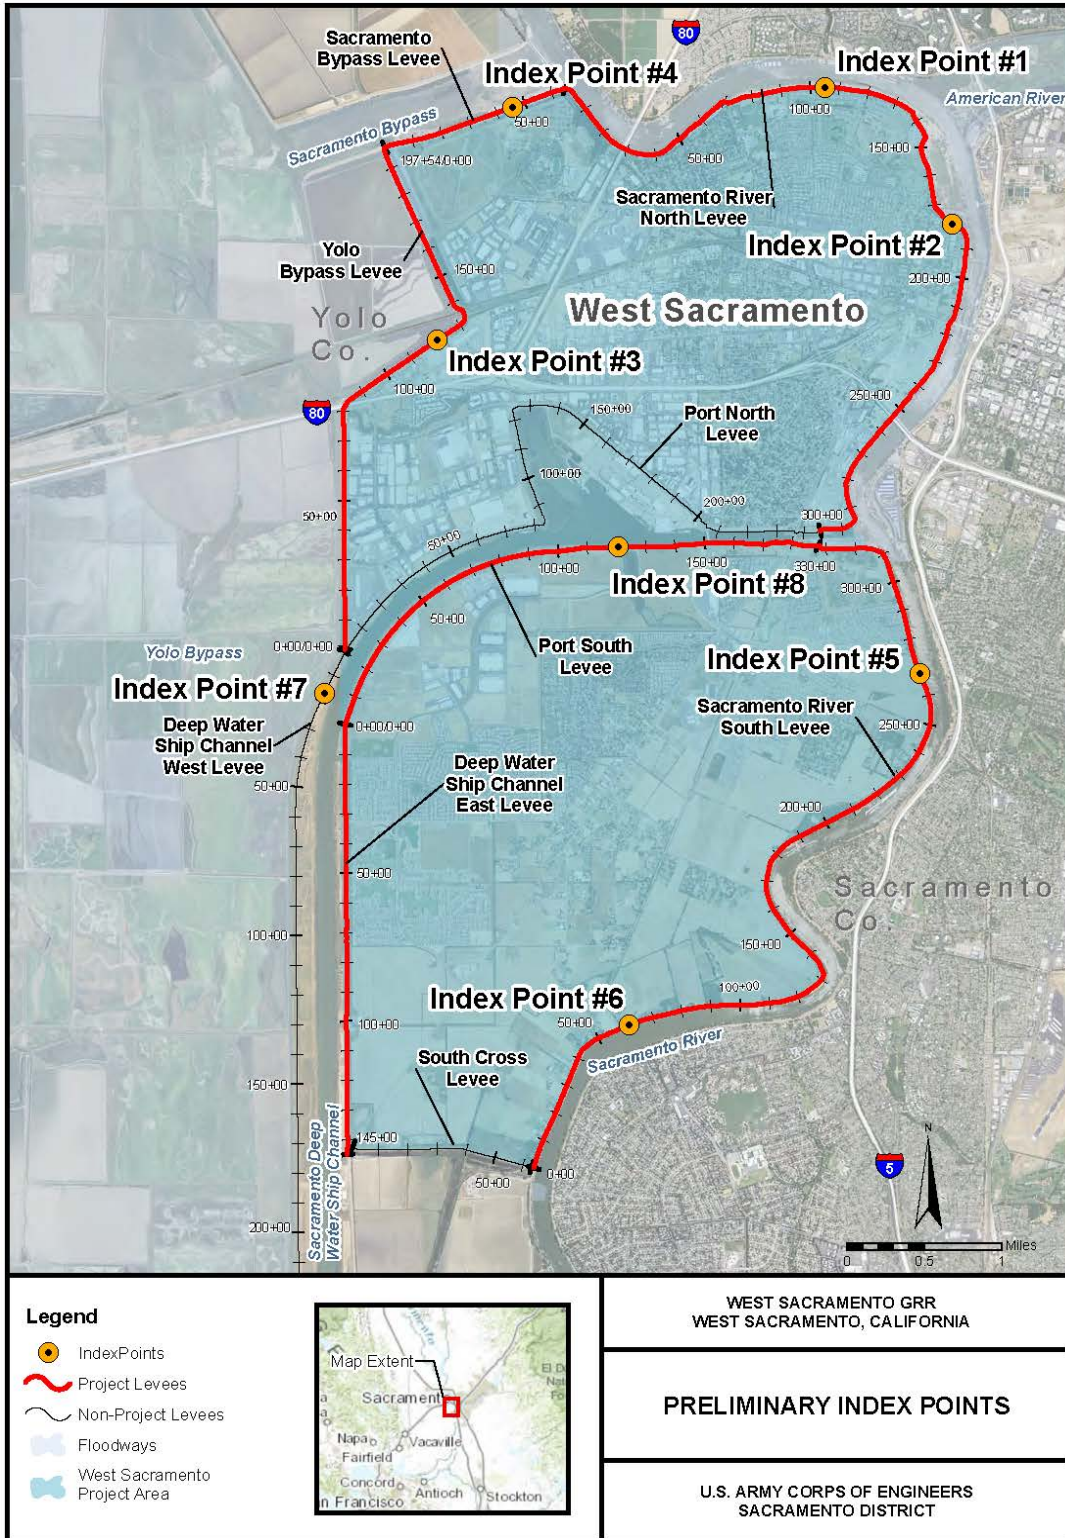 80
Sacramento
Bypass Levee
Index Point #4
Index Point #1
American River
Sacramento Bypass
50+00
100+00
197+54/0+00
50+00
150+00
Sacramento River
North Levee
Yolo
Bypass Levee
Index Point #2
150+00
200+00
West Sacramento
Yolo
Co.
Index Point #3
100+00
80
250+00
Port North
Levee
150+00
100+00
200+00
50+00
300+00
50+00
100+00
150+00
330+00
Index Point #8
300+00
50+00
Port South
Levee
Yolo Bypass
0+00/0+00
Index Point #7
Index Point #5
Deep Water
Ship Channel
West Levee
0+00/0+00
Sacramento River
South Levee
250+00
Deep Water
Ship Channel
East Levee
50+00
200+00
50+00
Sacramento
Co.
100+00
150+00
100+00
Index Point #6
50+00
100+00
Sacramento River
South Cross
Levee
150+00
145+00
50+00
0+00
N
5
200+00
Sacramento Deep
Water Ship Channel
0
0.5
1
Miles
Legend
IndexPoints
Project Levees
Non-Project Levees
Floodways
West Sacramento
Project Area
Map Extent
Sacrament
Napa
Vacaville
Fairfield
Concord
Antioch
Stockton
n Francisco
WEST SACRAMENTO GRR
WEST SACRAMENTO, CALIFORNIA
PRELIMINARY INDEX POINTS
U.S. ARMY CORPS OF ENGINEERS
SACRAMENTO DISTRICT